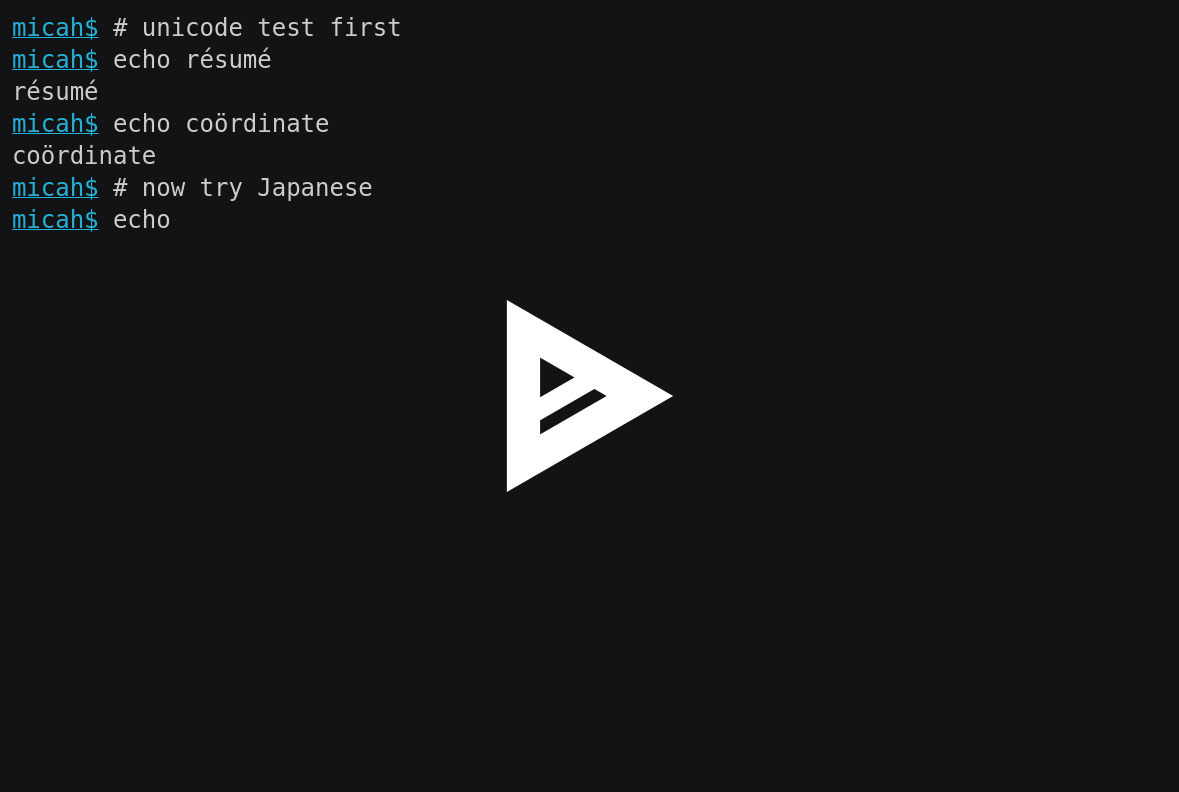 micah$ # unicode test first
micah$ echo résumé
résumé
micah$ echo coördinate
coördinate
micah$ # now try Japanese
micah$ echo